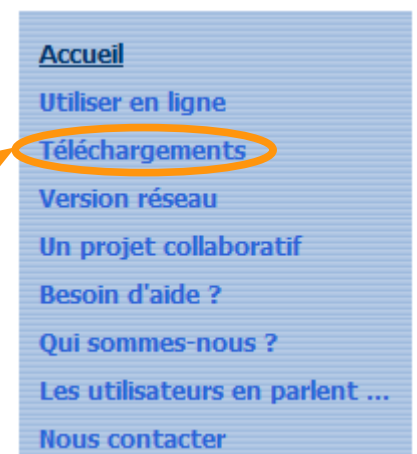 Accueil
Utiliser en ligne
Téléchargements
Version réseau
Un projet collaboratif
Besoin d'aide ?
Qui sommes-nous ?
Les utilisateurs en parlent ...
Nous contacter